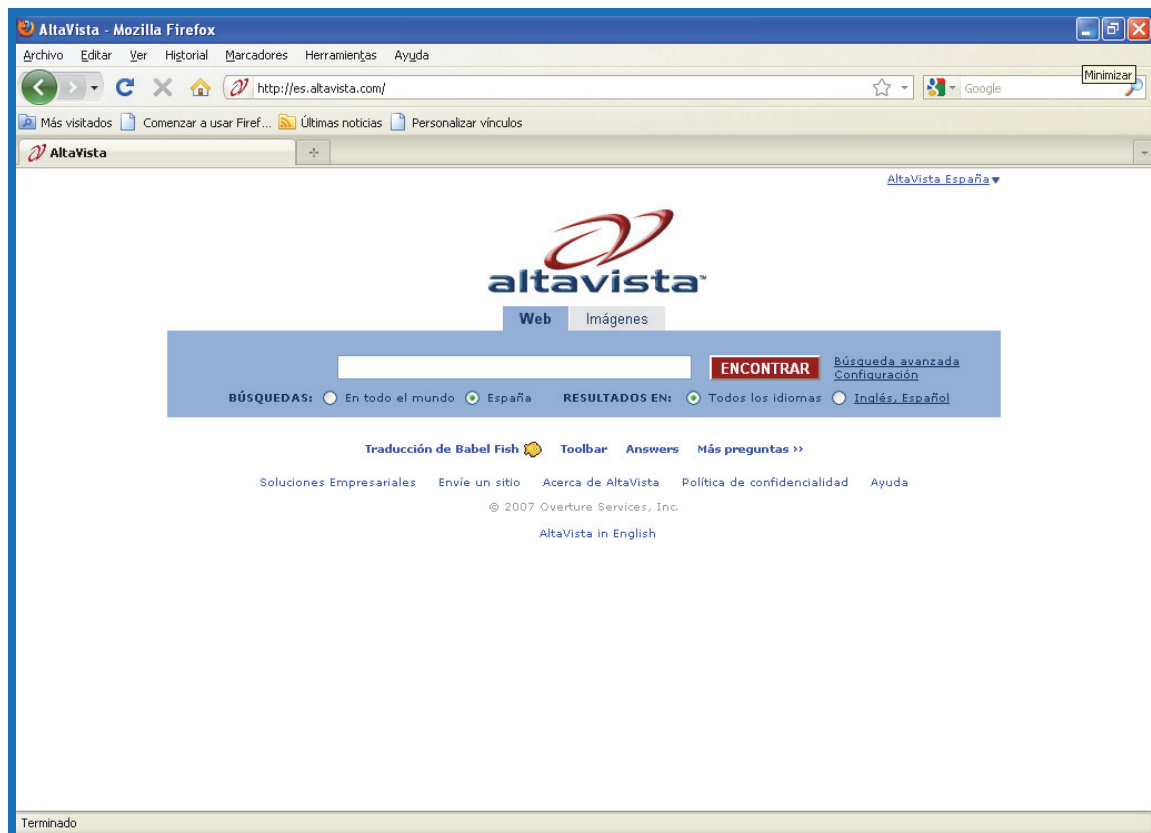 AltaVista - Mozilla Firefox
Archivo Editar Ver Historial Marcadores Herramientas Ayuda
http://es.altavista.com/ Google Minimizar
Más visitados Comenzar a usar Firef... Últimas noticias Personalizar vínculos
AltaVista
AltaVista España
altavista™
Web Imágenes
ENCONTRAR Búsqueda avanzada
Configuración
BÚSQUEDAS: En todo el mundo España RESULTADOS EN: Todos los idiomas Inglés, Español
Traducción de Babel Fish Toolbar Answers Más preguntas ››
Soluciones Empresariales Envíe un sitio Acerca de AltaVista Política de confidencialidad Ayuda
© 2007 Overture Services, Inc.
AltaVista in English
Terminado